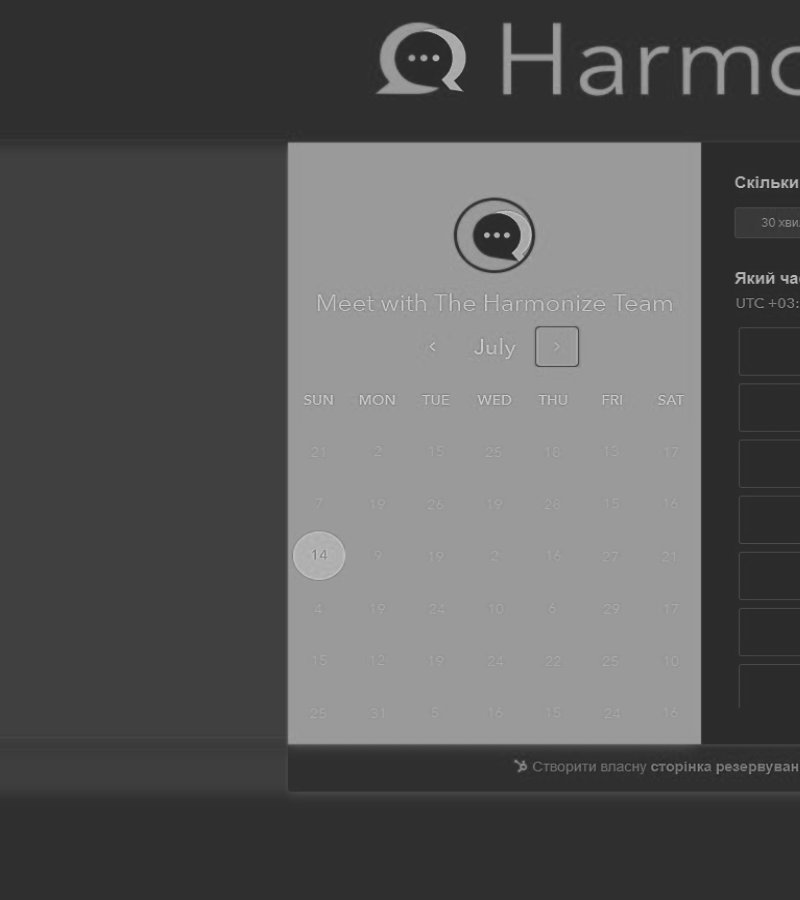 Harmo
Meet with The Harmonize Team
July
SUN MON TUE WED THU FRI SAT
21 2 15 25 18 13 17
7 19 26 19 28 15 16
14 9 19 2 16 27 21
4 19 24 10 6 29 17
15 12 19 24 22 25 10
25 31 5 16 15 24 16
Скільки
30 хви
Який ча
UTC +03:
Створити власну сторінка резервуван